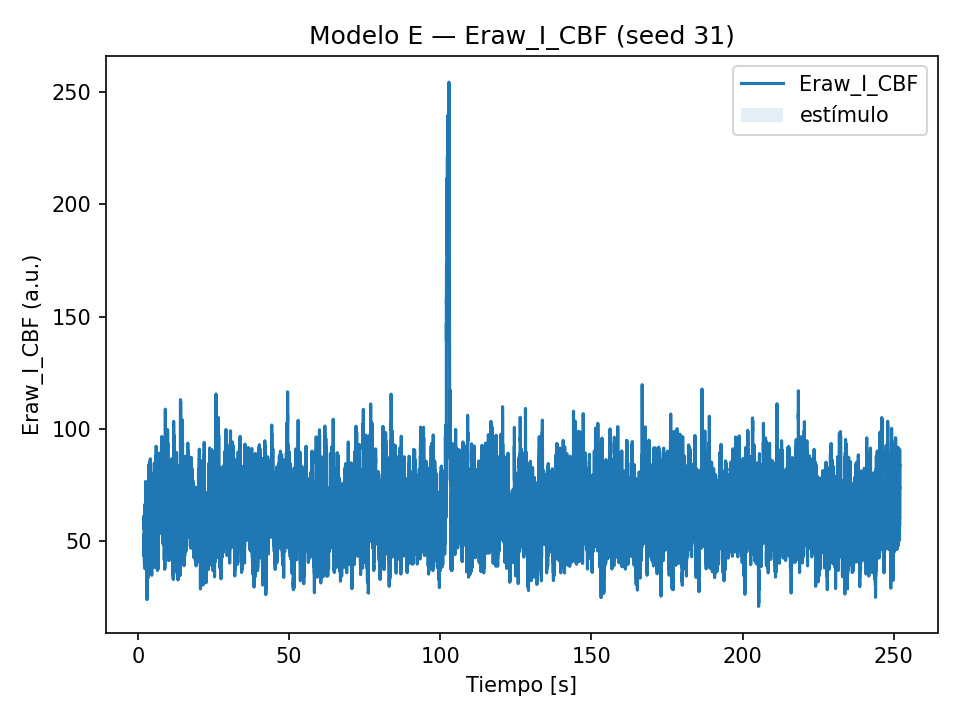 Modelo E — Eraw_I_CBF (seed 31)
Eraw_I_CBF
estímulo
Eraw_I_CBF (a.u.)
250
200
150
100
50
0 50 100 150 200 250
Tiempo [s]